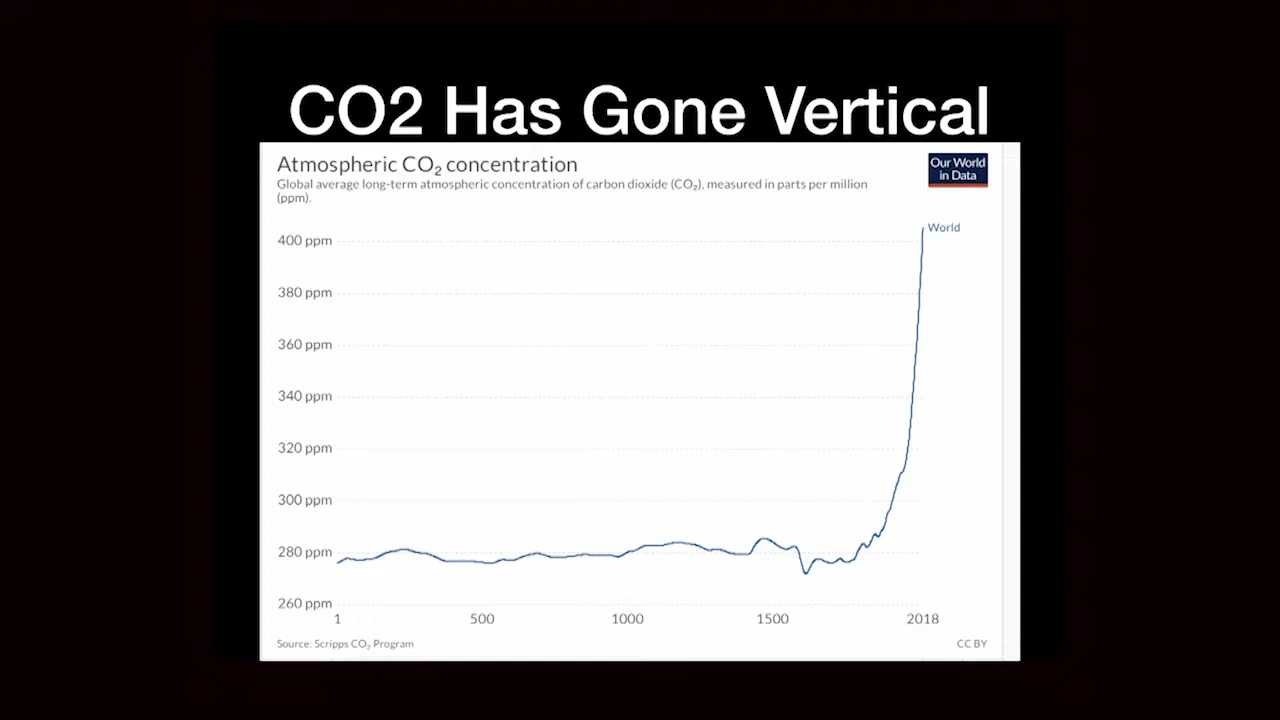 CO2 Has Gone Vertical
Atmospheric CO₂ concentration
Our World
in Data
Global average long-term atmospheric concentration of carbon dioxide (CO₂), measured in parts per million
(ppm).
World
400 ppm
380 ppm
360 ppm
340 ppm
320 ppm
300 ppm
280 ppm
260 ppm
1 500 1000 1500 2018
Source: Scripps CO₂ Program
CC BY